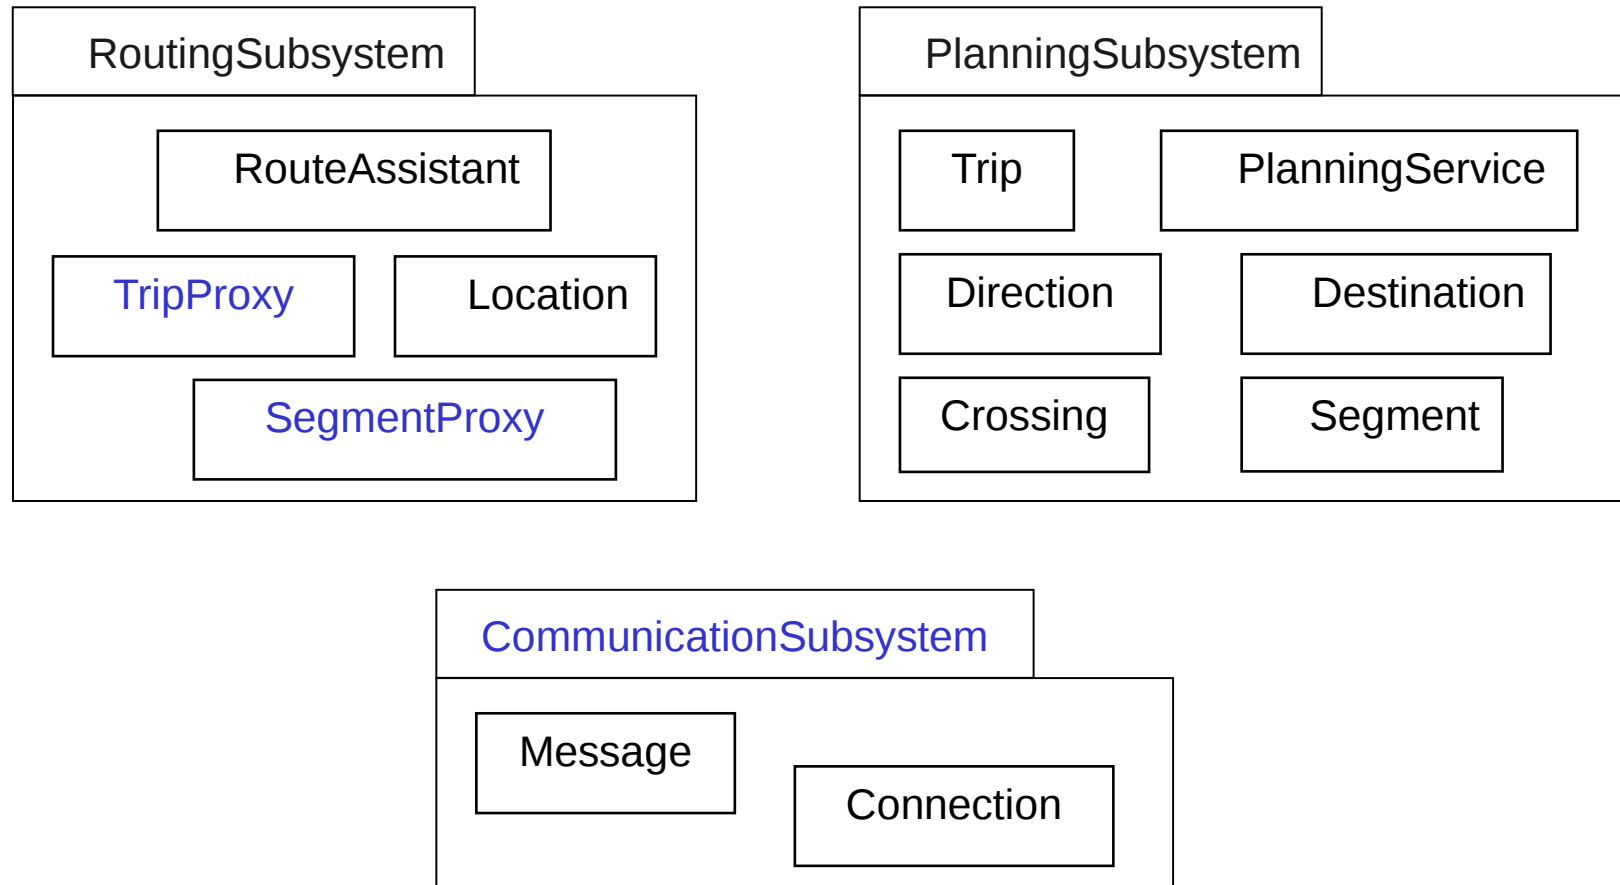 RoutingSubsystem
RouteAssistant
TripProxy
Location
SegmentProxy
PlanningSubsystem
Trip
PlanningService
Direction
Destination
Crossing
Segment
CommunicationSubsystem
Message
Connection